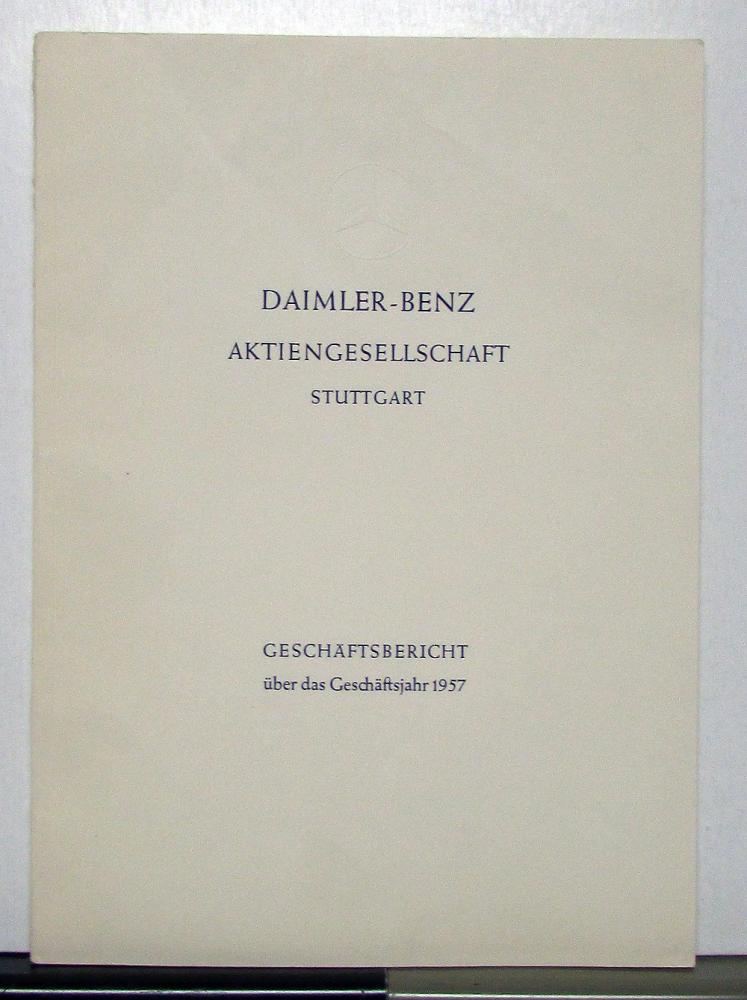 DAIMLER-BENZ
AKTIENGESELLSCHAFT
STUTTGART
GESCHÄFTSBERICHT
über das Geschäftsjahr 1957